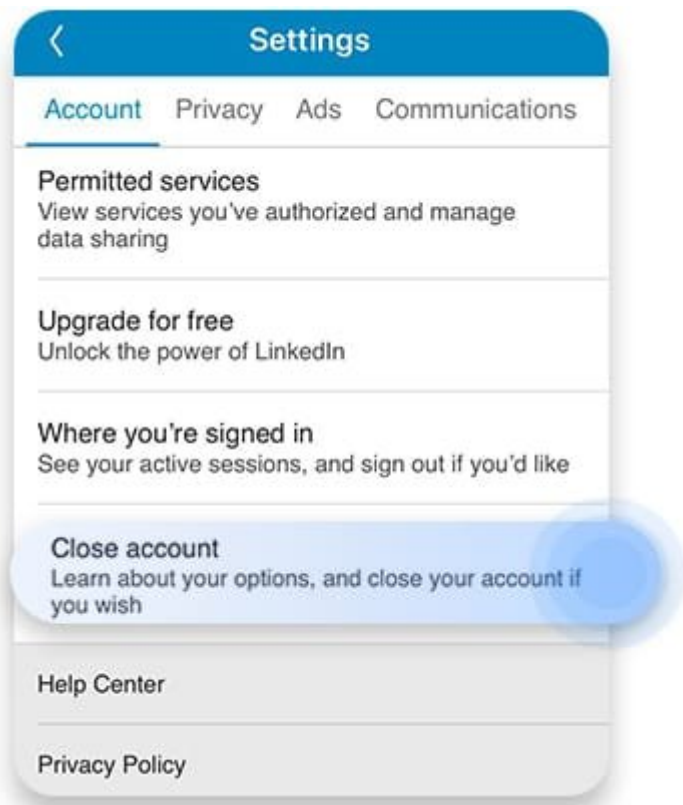 Settings
Account Privacy Ads Communications
Permitted services
View services you've authorized and manage
data sharing
Upgrade for free
Unlock the power of LinkedIn
Where you're signed in
See your active sessions, and sign out if you'd like
Close account
Learn about your options, and close your account if
you wish
Help Center
Privacy Policy